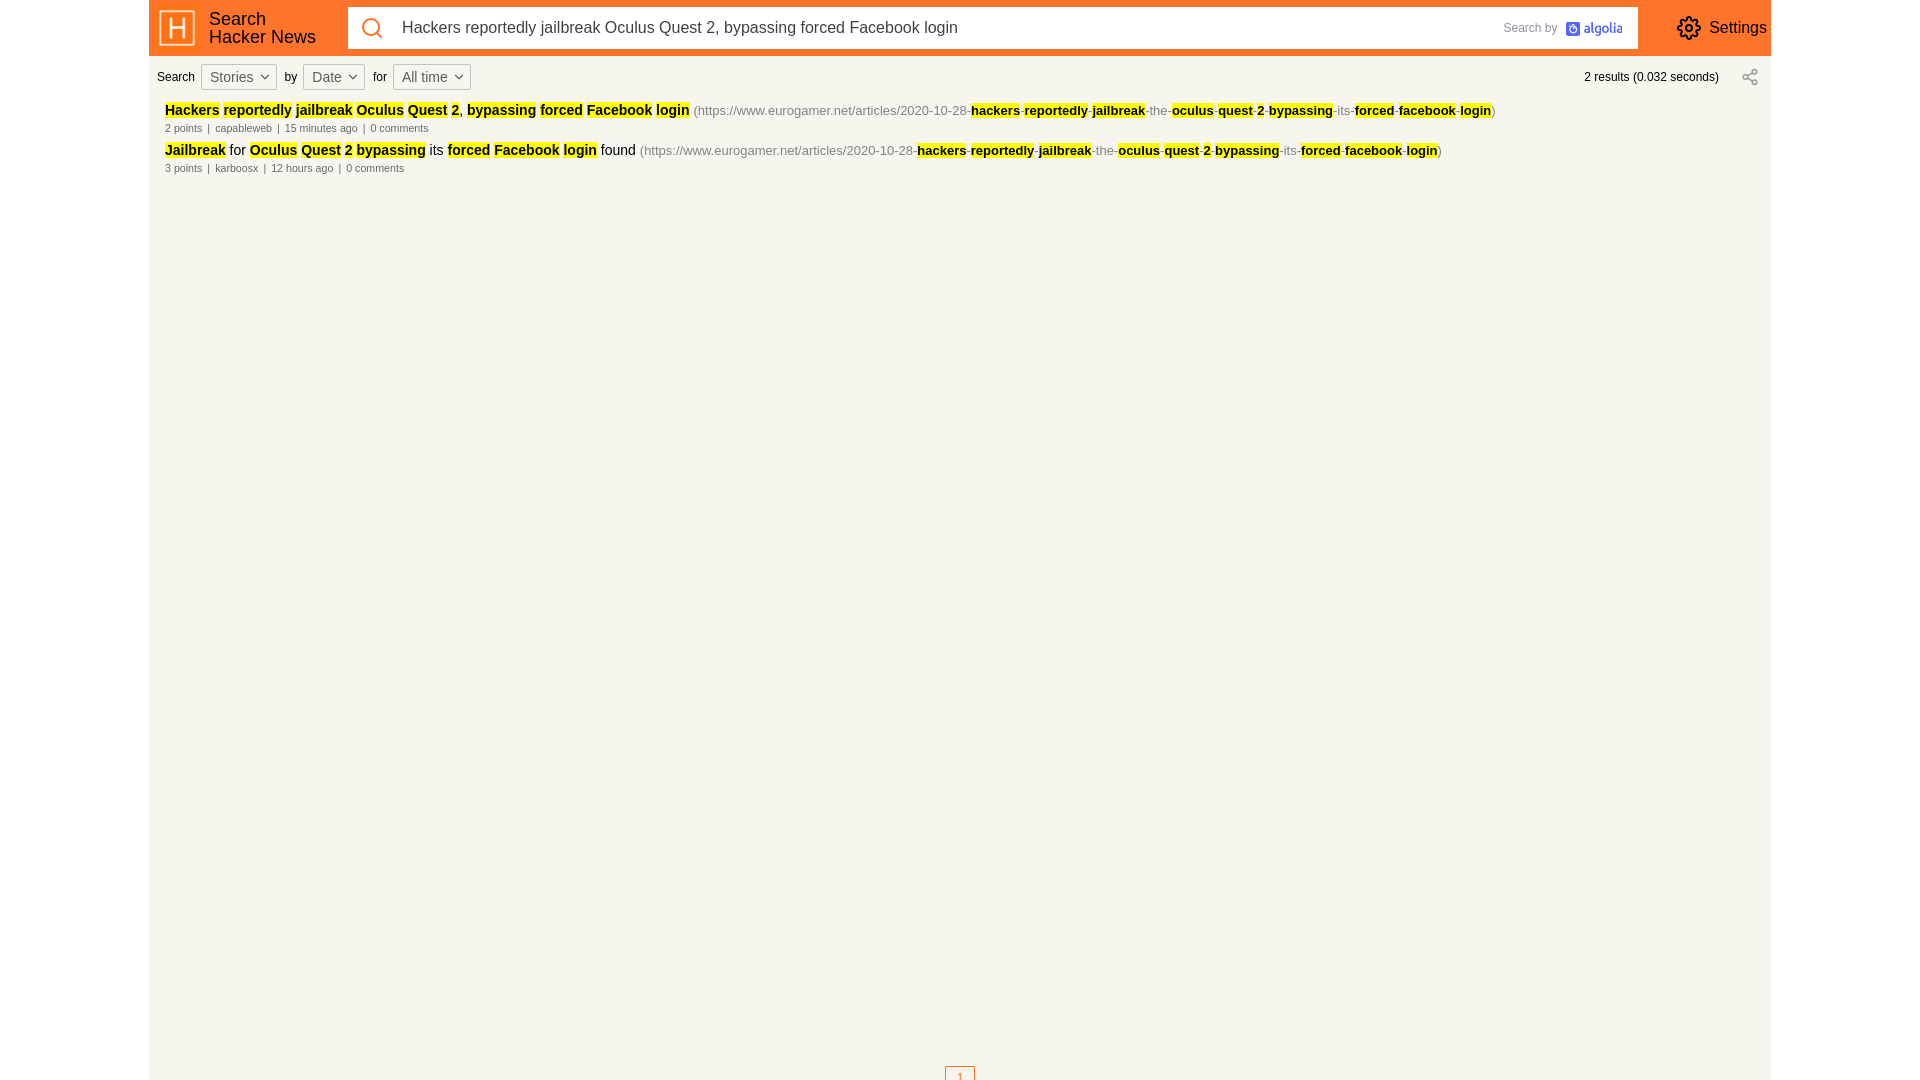 Search
Hacker News
Hackers reportedly jailbreak Oculus Quest 2, bypassing forced Facebook login
Search by algolia
Settings
Search Stories by Date for All time
2 results (0.032 seconds)
Hackers reportedly jailbreak Oculus Quest 2, bypassing forced Facebook login (https://www.eurogamer.net/articles/2020-10-28-hackers-reportedly-jailbreak-the-oculus-quest-2-bypassing-its-forced-facebook-login)
2 points | capableweb | 15 minutes ago | 0 comments
Jailbreak for Oculus Quest 2 bypassing its forced Facebook login found (https://www.eurogamer.net/articles/2020-10-28-hackers-reportedly-jailbreak-the-oculus-quest-2-bypassing-its-forced-facebook-login)
3 points | karboosx | 12 hours ago | 0 comments
1